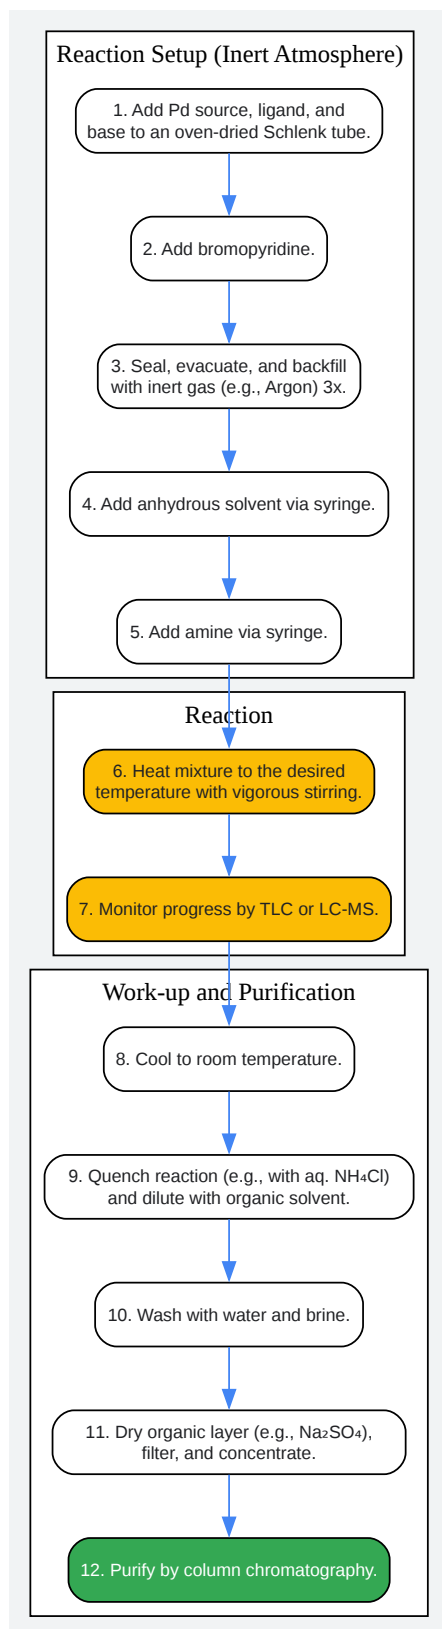 Reaction Setup (Inert Atmosphere)
1. Add Pd source, ligand, and
base to an oven-dried Schlenk tube.
2. Add bromopyridine.
3. Seal, evacuate, and backfill
with inert gas (e.g., Argon) 3x.
4. Add anhydrous solvent via syringe.
5. Add amine via syringe.
Reaction
6. Heat mixture to the desired
temperature with vigorous stirring.
7. Monitor progress by TLC or LC-MS.
Work-up and Purification
8. Cool to room temperature.
9. Quench reaction (e.g., with aq. NH₄Cl)
and dilute with organic solvent.
10. Wash with water and brine.
11. Dry organic layer (e.g., Na₂SO₄),
filter, and concentrate.
12. Purify by column chromatography.